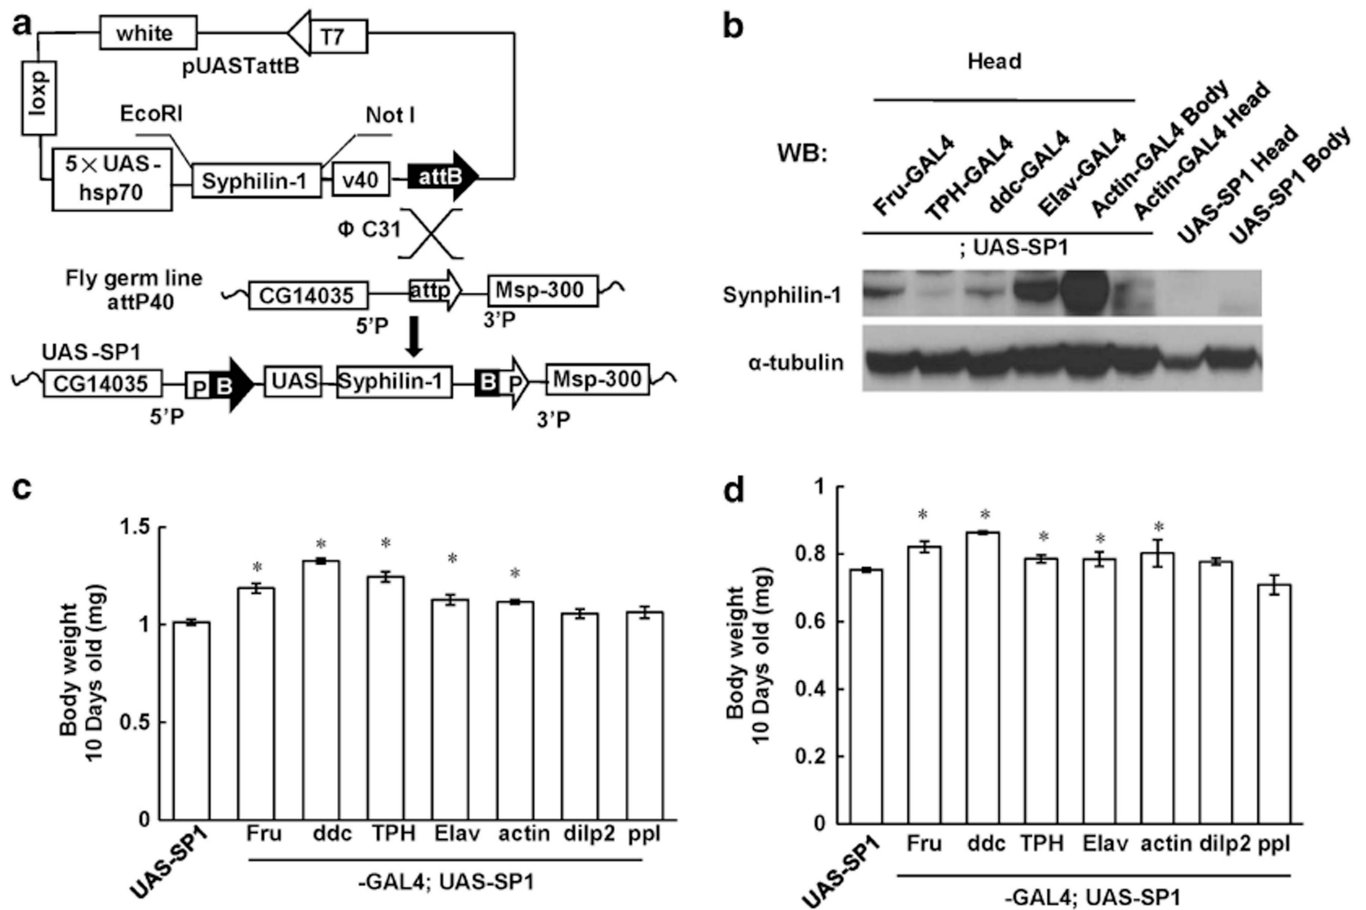 a
white
T7
pUASTattB
loxp
EcoRI
Not I
5×UAS-
hsp70
Syphilin-1
v40
attB
Φ C31
Fly germ line
attP40
CG14035
attp
Msp-300
5'P
3'P
UAS-SP1
CG14035
P
B
UAS
Syphilin-1
B
P
Msp-300
5'P
3'P
b
Head
WB:
Fru-GAL4
TPH-GAL4
ddc-GAL4
Elav-GAL4
Actin-GAL4 Body
Actin-GAL4 Head
UAS-SP1 Head
UAS-SP1 Body
; UAS-SP1
Synphilin-1
α-tubulin
c
Body weight
10 Days old (mg)
1.5
1
0.5
0
*
*
*
*
*
UAS-SP1
Fru
ddc
TPH
Elav
actin
dilp2
ppl
-GAL4; UAS-SP1
d
Body weight
10 Days old (mg)
1
0.8
0.6
0.4
0.2
0
*
*
*
*
*
UAS-SP1
Fru
ddc
TPH
Elav
actin
dilp2
ppl
-GAL4; UAS-SP1